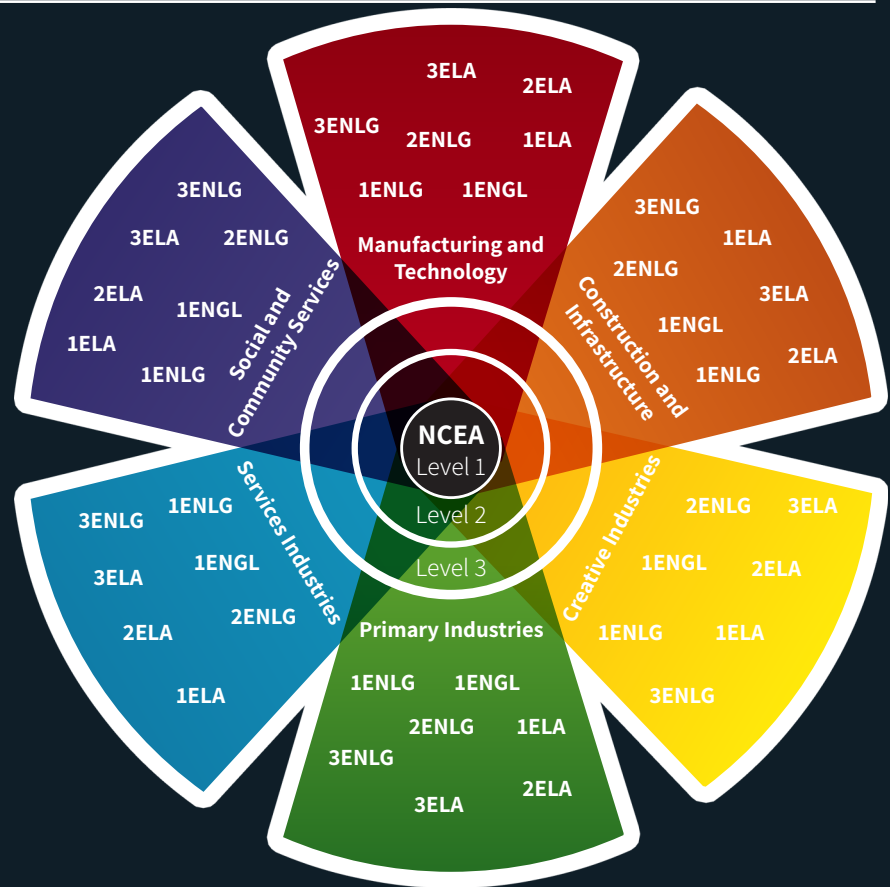 3ELA
2ELA
3ENLG
2ENLG
1ELA
1ENLG
1ENGL
Manufacturing and
Technology
3ENLG
1ELA
2ENLG
3ELA
1ENGL
2ELA
1ENLG
Construction and
Infrastructure
2ENLG
3ELA
1ENGL
2ELA
1ENLG
1ELA
3ENLG
Creative Industries
Primary Industries
1ENLG
1ENGL
2ENLG
1ELA
3ENLG
2ELA
3ELA
Services Industries
1ENLG
3ENLG
1ENGL
3ELA
2ENLG
2ELA
1ELA
Social and
Community Services
3ENLG
3ELA
2ENLG
2ELA
1ENGL
1ELA
1ENLG
NCEA
Level 1
Level 2
Level 3